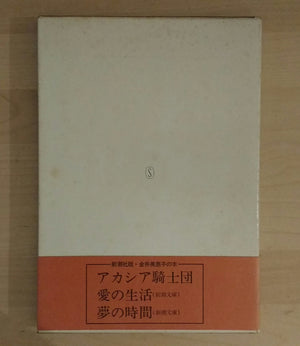 S
新潮社版・金井美恵子の本
アカシア騎士団
愛の生活(新潮文庫)
夢の時間(新潮文庫)